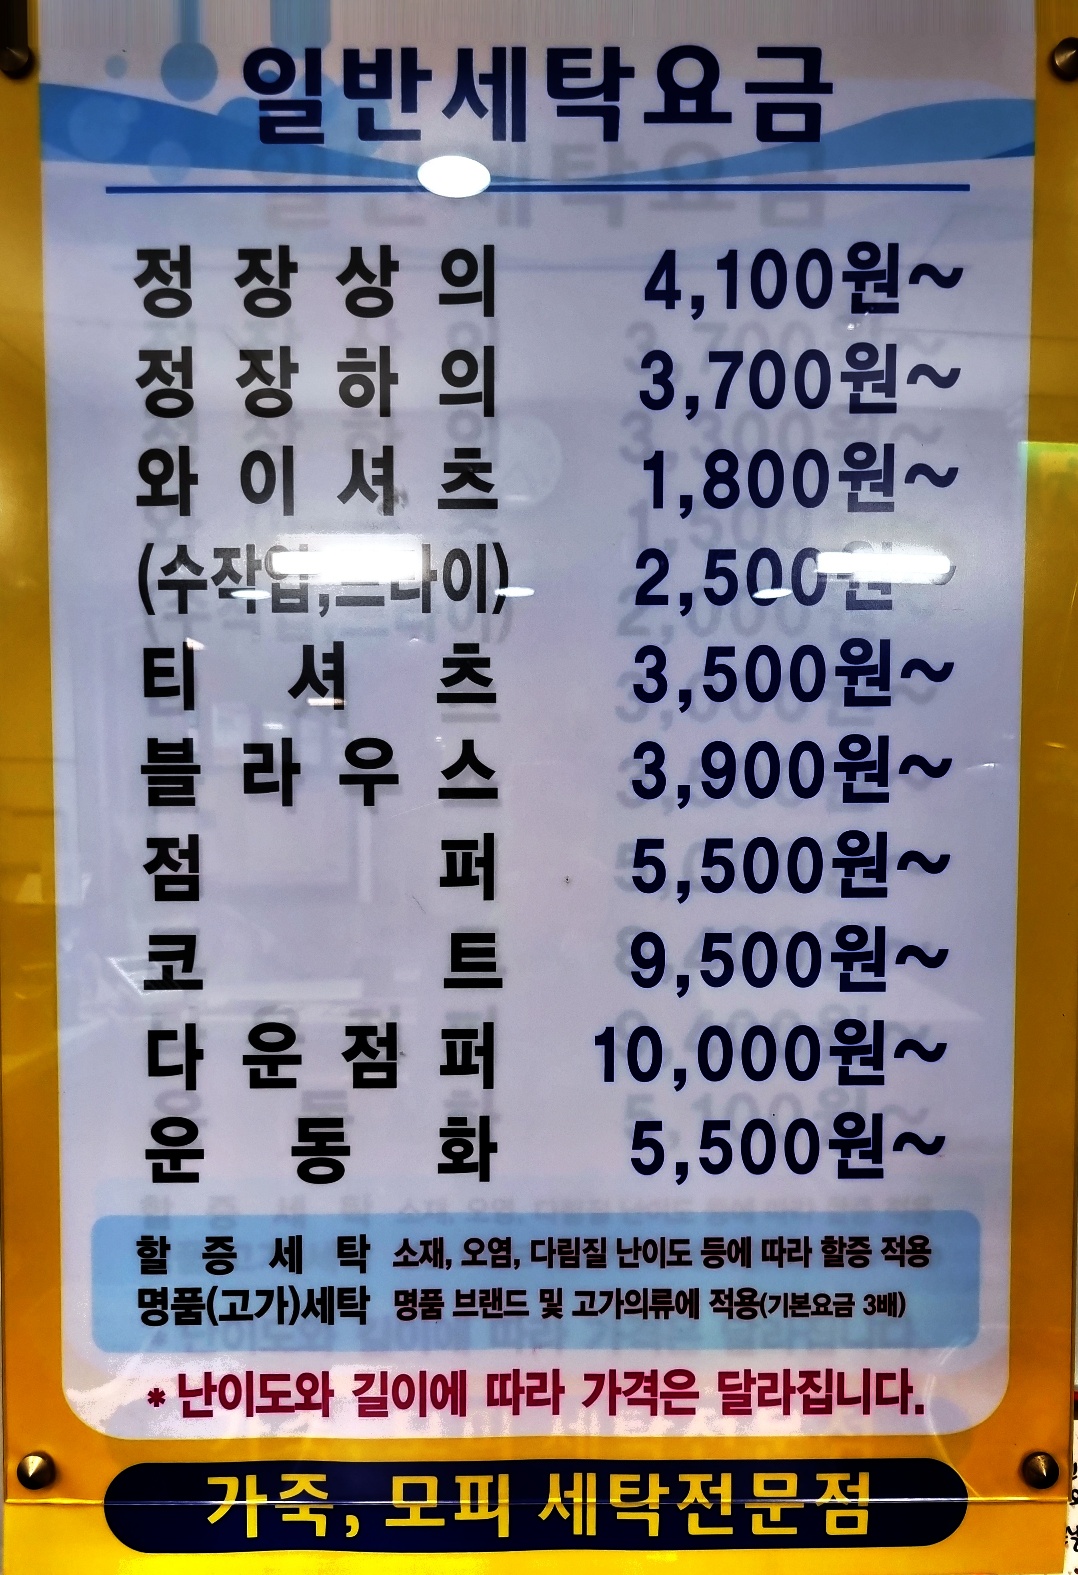 일반세탁요금
정장상의 4,100원~
정장하의 3,700원~
와이셔츠 1,800원~
(수작업,드라이) 2,500원~
티셔츠 3,500원~
블라우스 3,900원~
점퍼 5,500원~
코트 9,500원~
다운점퍼 10,000원~
운동화 5,500원~
할증세탁 소재, 오염, 다림질 난이도 등에 따라 할증 적용
명품(고가)세탁 명품 브랜드 및 고가의류에 적용(기본요금 3배)
* 난이도와 길이에 따라 가격은 달라집니다.
가죽, 모피 세탁전문점